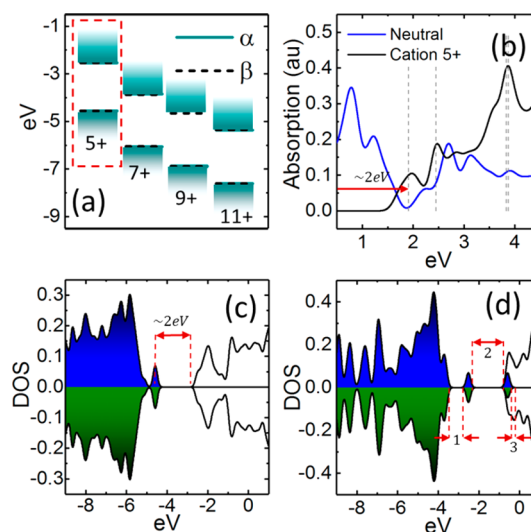 -1
-3
-5
-7
-9
eV
α
β
5+
7+
9+
11+
(a)
0.5
0.4
0.3
0.2
0.1
0.0
Absorption (au)
Neutral
Cation 5+
(b)
~2eV
1 2 3 4
eV
0.3
0.2
0.1
0.0
0.1
0.2
-0.3
DOS
~2eV
(c)
-8 -6 -4 -2 0
eV
0.4
0.2
0.0
-0.2
-0.4
DOS
(d)
2
1
3
-8 -6 -4 -2 0
eV